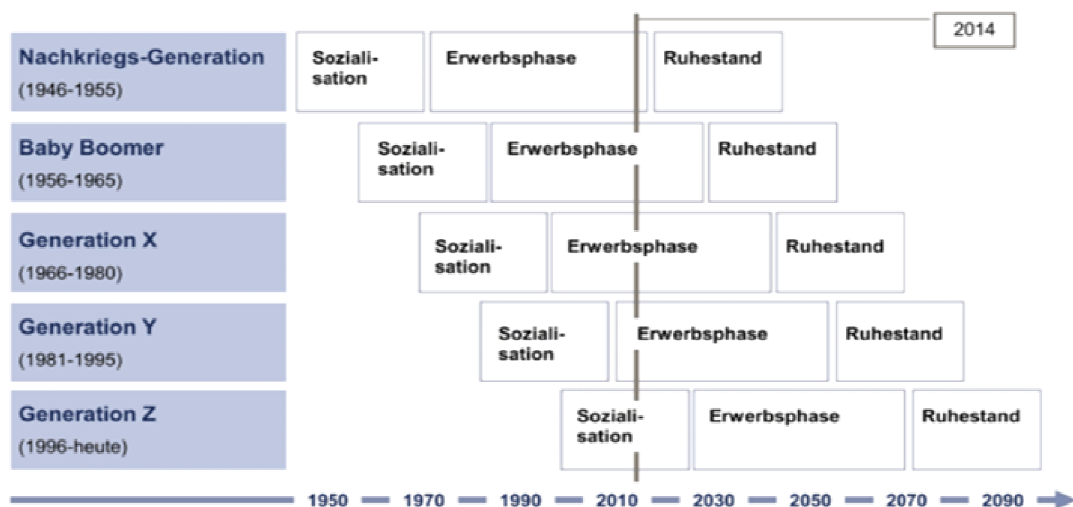 2014
Nachkriegs-Generation
(1946-1955)
Soziali-
sation
Erwerbsphase
Ruhestand
Baby Boomer
(1956-1965)
Soziali-
sation
Erwerbsphase
Ruhestand
Generation X
(1966-1980)
Soziali-
sation
Erwerbsphase
Ruhestand
Generation Y
(1981-1995)
Soziali-
sation
Erwerbsphase
Ruhestand
Generation Z
(1996-heute)
Soziali-
sation
Erwerbsphase
Ruhestand
1950 1970 1990 2010 2030 2050 2070 2090